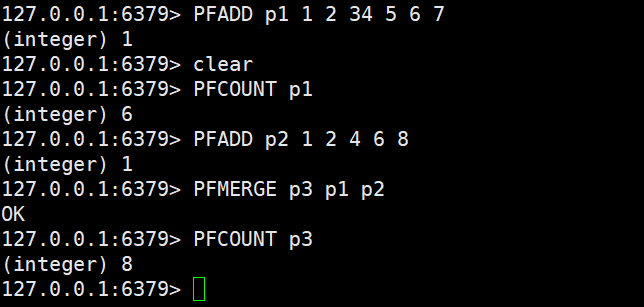 127.0.0.1:6379> PFADD p1 1 2 34 5 6 7
(integer) 1
127.0.0.1:6379> clear
127.0.0.1:6379> PFCOUNT p1
(integer) 6
127.0.0.1:6379> PFADD p2 1 2 4 6 8
(integer) 1
127.0.0.1:6379> PFMERGE p3 p1 p2
OK
127.0.0.1:6379> PFCOUNT p3
(integer) 8
127.0.0.1:6379>